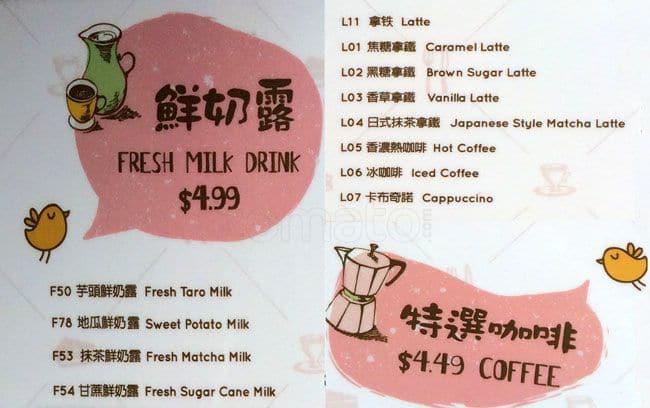 鮮奶露
FRESH MILK DRINK
$4.99
F50 芋頭鮮奶露 Fresh Taro Milk
F78 地瓜鮮奶露 Sweet Potato Milk
F53 抹茶鮮奶露 Fresh Matcha Milk
F54 甘蔗鮮奶露 Fresh Sugar Cane Milk
L11 拿铁 Latte
L01 焦糖拿鐵 Caramel Latte
L02 黑糖拿鐵 Brown Sugar Latte
L03 香草拿鐵 Vanilla Latte
L04 日式抹茶拿鐵 Japanese Style Matcha Latte
L05 香濃熱咖啡 Hot Coffee
L06 冰咖啡 Iced Coffee
L07 卡布奇諾 Cappuccino
特選咖啡
$4.49 COFFEE